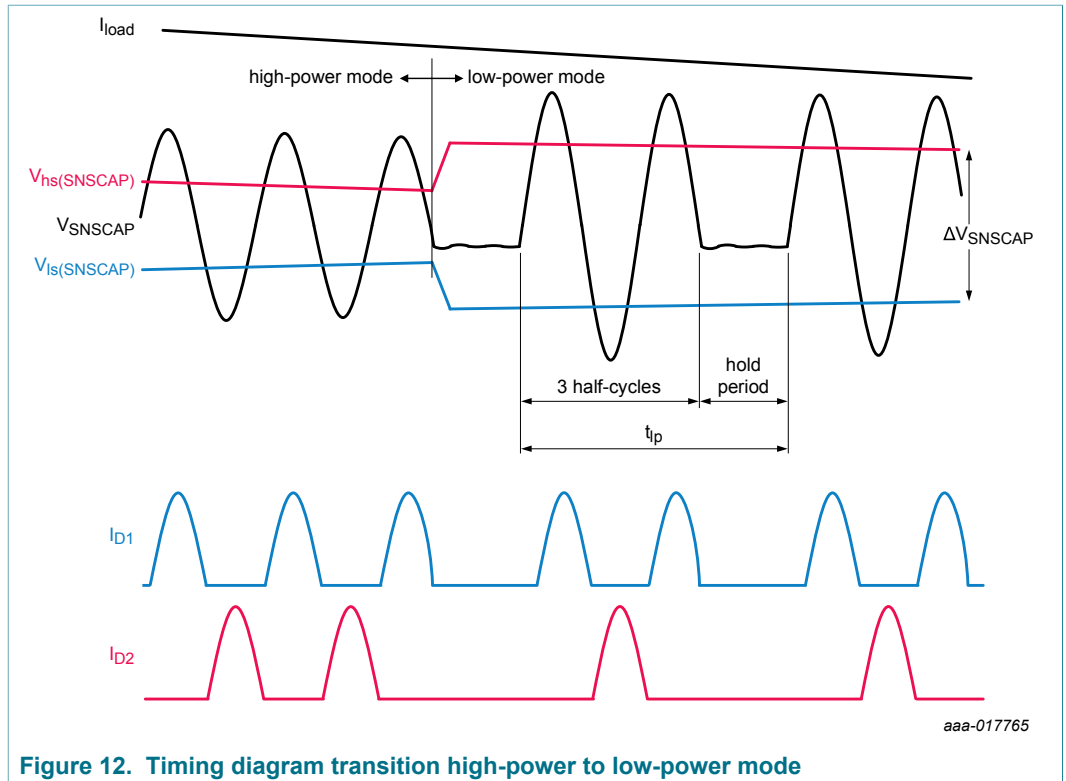 Iload
high-power mode
low-power mode
Vhs(SNSCAP)
VSNSCAP
ΔVSNSCAP
Vls(SNSCAP)
3 half-cycles
hold
period
tlp
ID1
ID2
aaa-017765
Figure 12. Timing diagram transition high-power to low-power mode